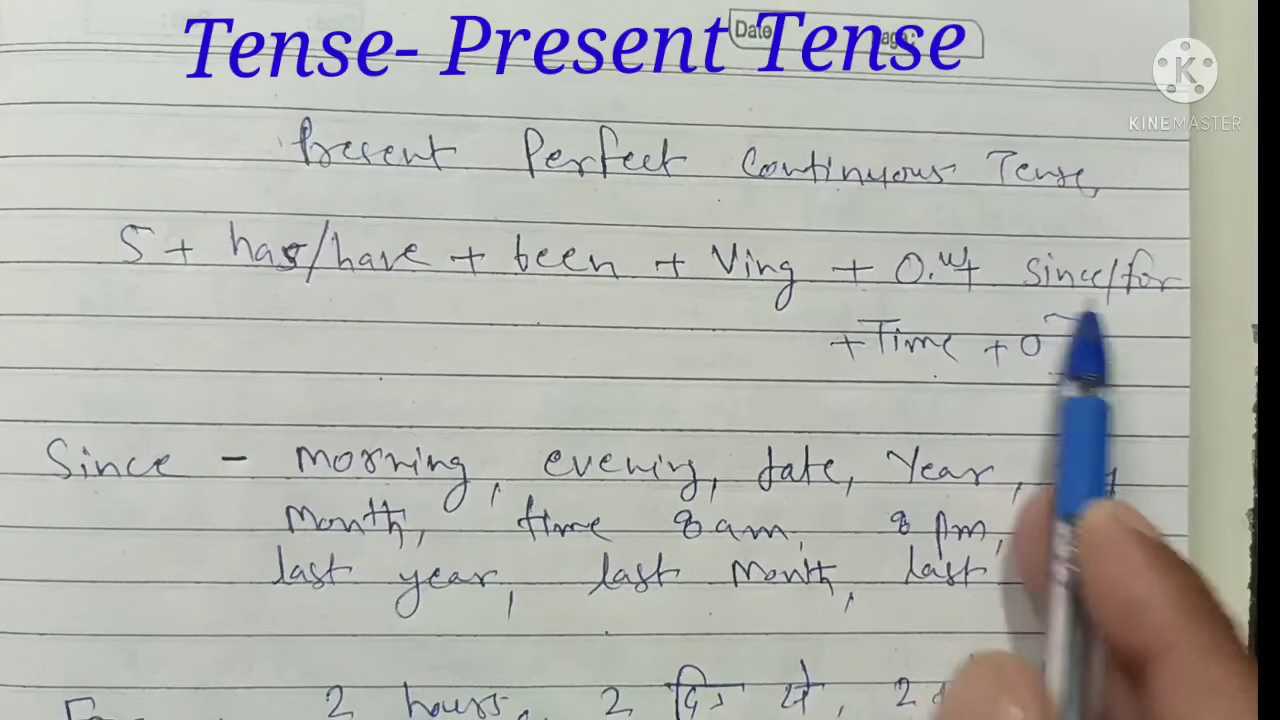 Tense- Present Tense
Date
KINEMASTER
Present Perfect Continuous Tense
S + has/have + been + Ving + O.w + since/for
+ Time + O
Since - Morning, evening, date, Year,
Month, time 8 am, 8 pm,
last year, last Month, last
2 hours, 2 दिन से, 2